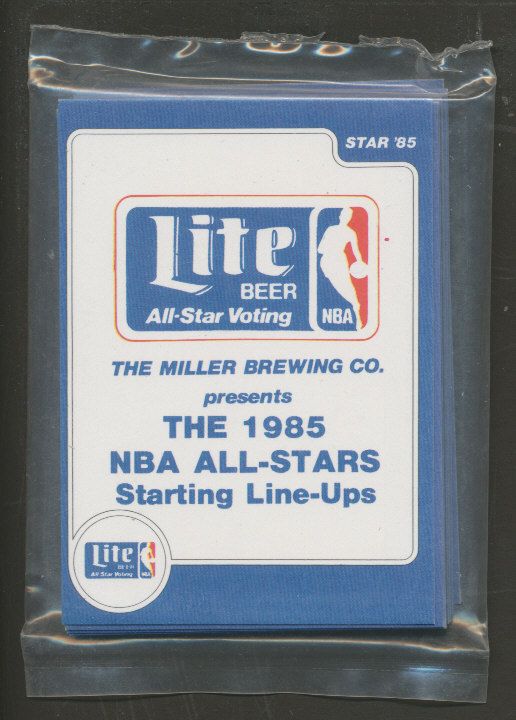 STAR '85
Lite
BEER
All-Star Voting
NBA
THE MILLER BREWING CO.
presents
THE 1985
NBA ALL-STARS
Starting Line-Ups
Lite
BEER
All Star Voting
NBA